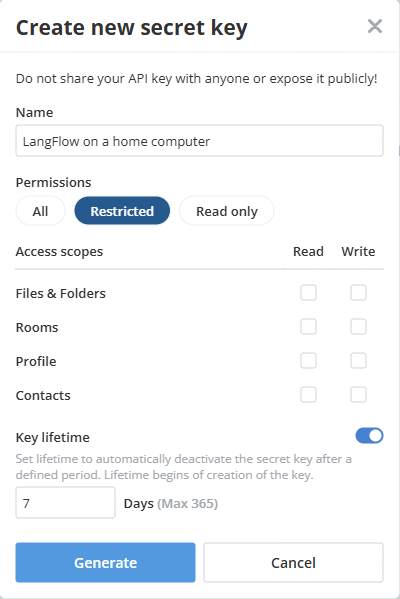 Create new secret key
Do not share your API key with anyone or expose it publicly!
Name
LangFlow on a home computer
Permissions
All Restricted Read only
Access scopes Read Write
Files & Folders
Rooms
Profile
Contacts
Key lifetime
Set lifetime to automatically deactivate the secret key after a
defined period. Lifetime begins of creation of the key.
7 Days (Max 365)
Generate Cancel